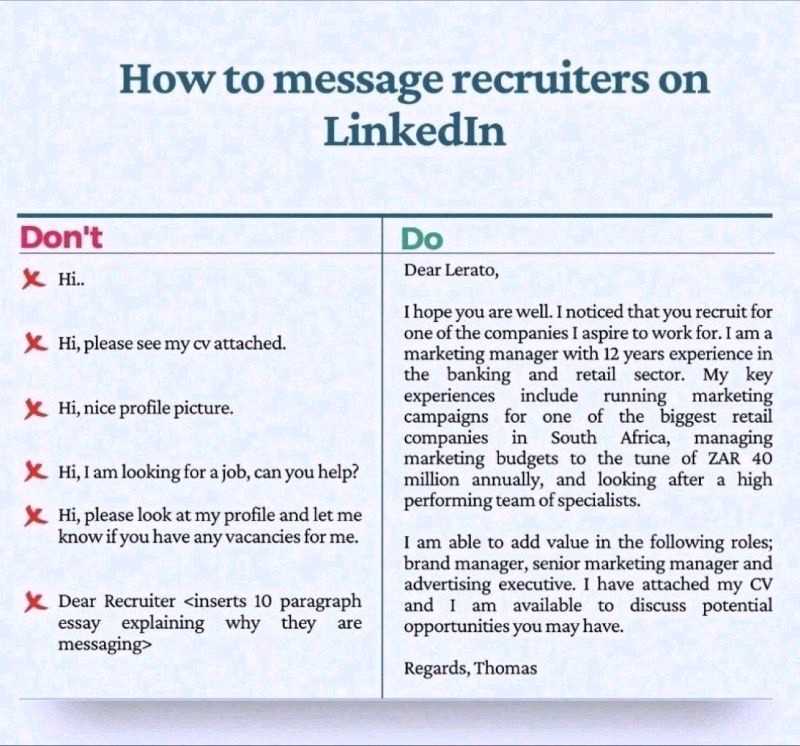 How to message recruiters on
LinkedIn
Don't
Hi..
Hi, please see my cv attached.
Hi, nice profile picture.
Hi, I am looking for a job, can you help?
Hi, please look at my profile and let me
know if you have any vacancies for me.
Dear Recruiter <inserts 10 paragraph
essay explaining why they are
messaging>
Do
Dear Lerato,
I hope you are well. I noticed that you recruit for
one of the companies I aspire to work for. I am a
marketing manager with 12 years experience in
the banking and retail sector. My key
experiences include running marketing
campaigns for one of the biggest retail
companies in South Africa, managing
marketing budgets to the tune of ZAR 40
million annually, and looking after a high
performing team of specialists.
I am able to add value in the following roles;
brand manager, senior marketing manager and
advertising executive. I have attached my CV
and I am available to discuss potential
opportunities you may have.
Regards, Thomas